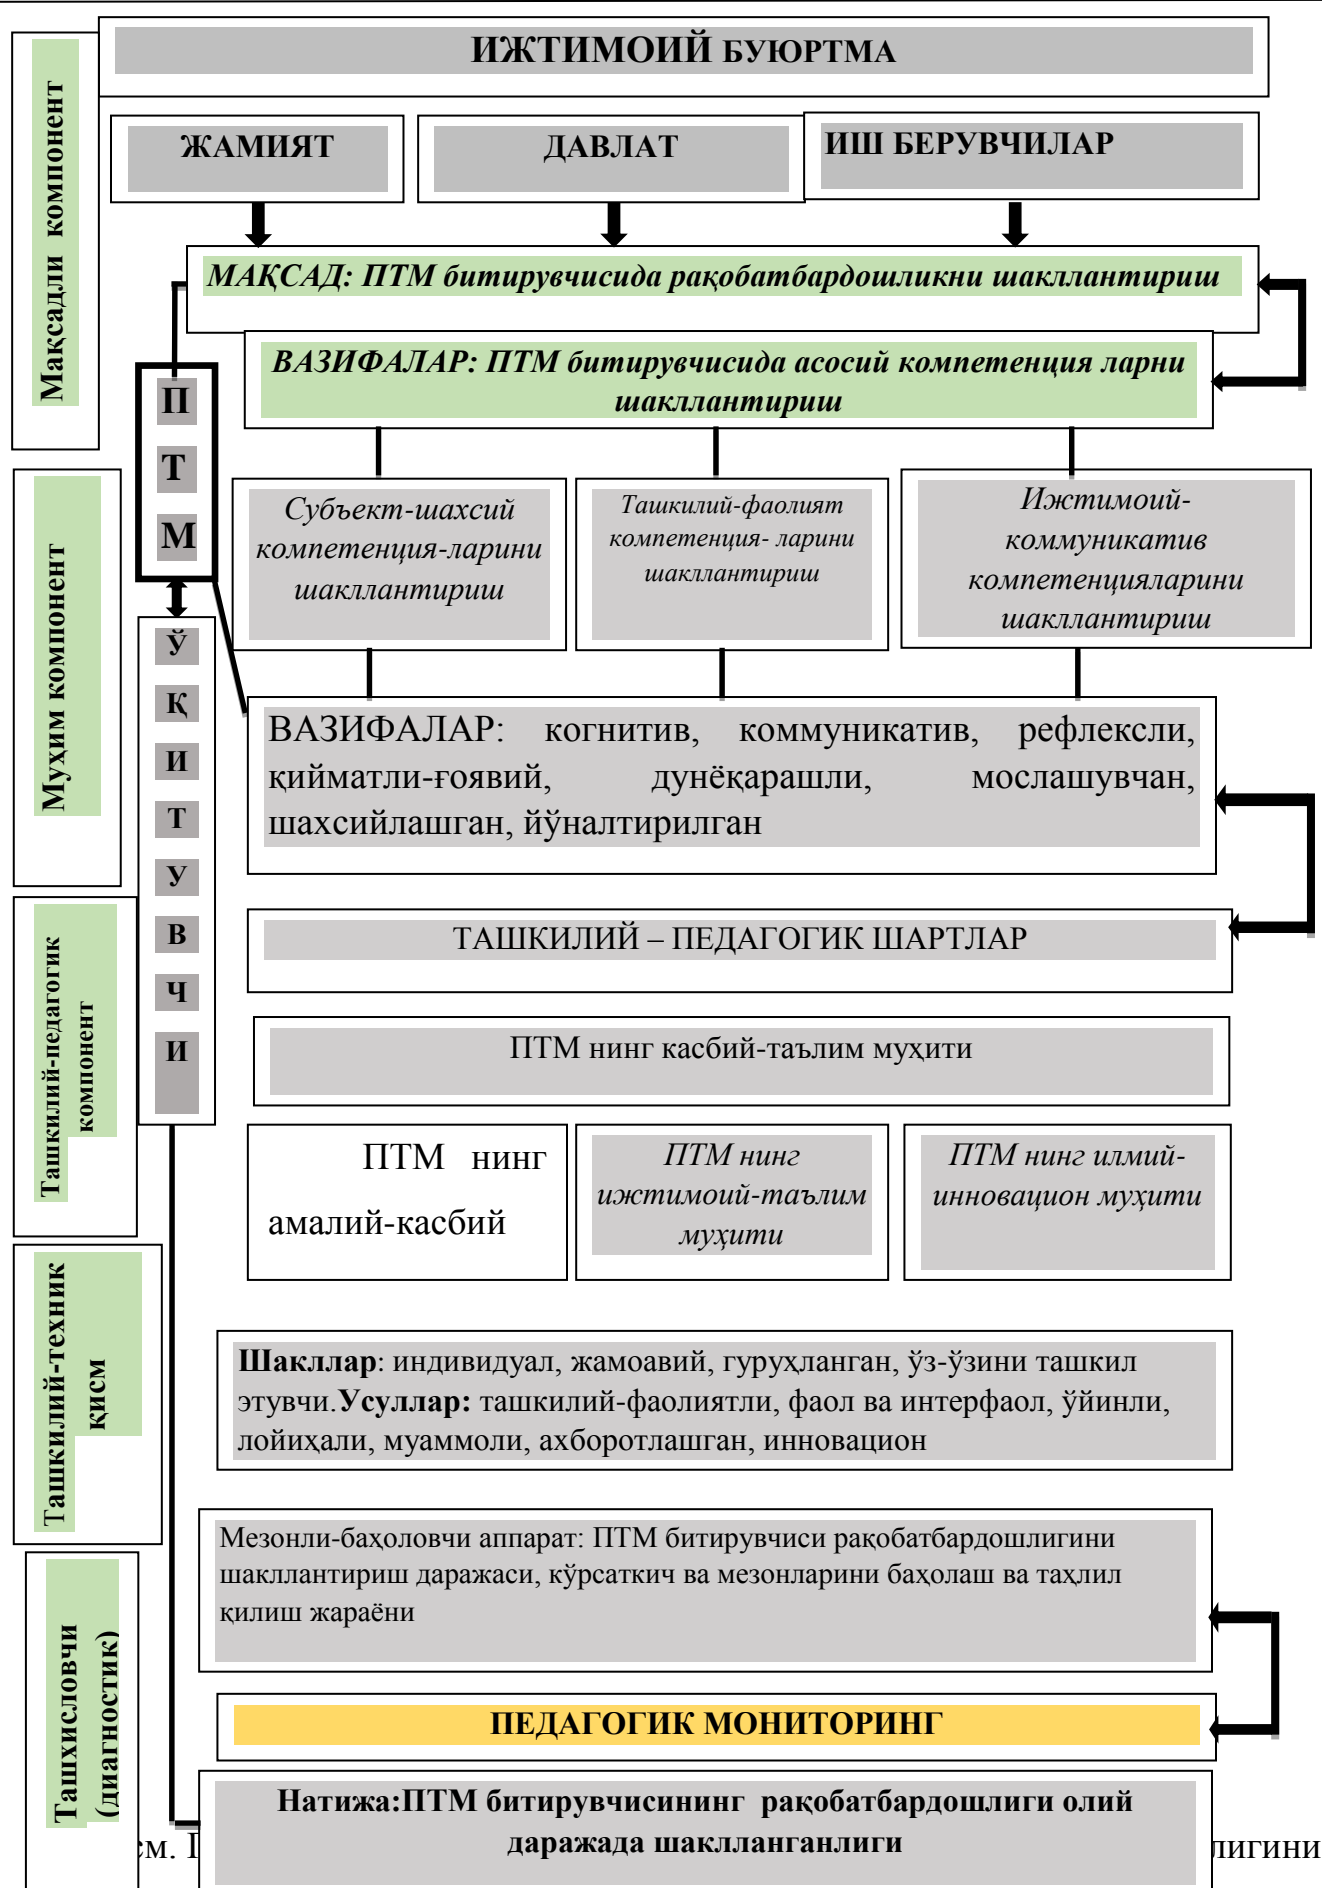 ИЖТИМОИЙ БУЮРТМА
ЖАМИЯТ
ДАВЛАТ
ИШ БЕРУВЧИЛАР
Мақсадли компонент
МАҚСАД: ПТМ битирувчисида рақобатбардошликни шакллантириш
ВАЗИФАЛАР: ПТМ битирувчисида асосий компетенция ларни
шакллантириш
П
Т
М
Муҳим компонент
Субъект-шахсий
компетенция-ларини
шакллантириш
Ташкилий-фаолият
компетенция- ларини
шакллантириш
Ижтимоий-
коммуникатив
компетенцияларини
шакллантириш
Ў
Қ
И
Т
У
В
Ч
И
ВАЗИФАЛАР: когнитив, коммуникатив, рефлексли,
қийматли-ғоявий, дунёқарашли, мослашувчан,
шахсийлашган, йўналтирилган
Ташкилий-педагогик
компонент
ТАШКИЛИЙ – ПЕДАГОГИК ШАРТЛАР
ПТМ нинг касбий-таълим муҳити
ПТМ нинг
амалий-касбий
ПТМ нинг
ижтимоий-таълим
муҳити
ПТМ нинг илмий-
инновацион муҳити
Ташкилий-техник
қисм
Шакллар: индивидуал, жамоавий, гуруҳланган, ўз-ўзини ташкил
этувчи.Усуллар: ташкилий-фаолиятли, фаол ва интерфаол, ўйинли,
лойиҳали, муаммоли, ахборотлашган, инновацион
Ташхисловчи
(диагностик)
Мезонли-баҳоловчи аппарат: ПТМ битирувчиси рақобатбардошлигини
шакллантириш даражаси, кўрсаткич ва мезонларини баҳолаш ва таҳлил
қилиш жараёни
ПЕДАГОГИК МОНИТОРИНГ
Натижа:ПТМ битирувчисининг рақобатбардошлиги олий
даражада шаклланганлиги